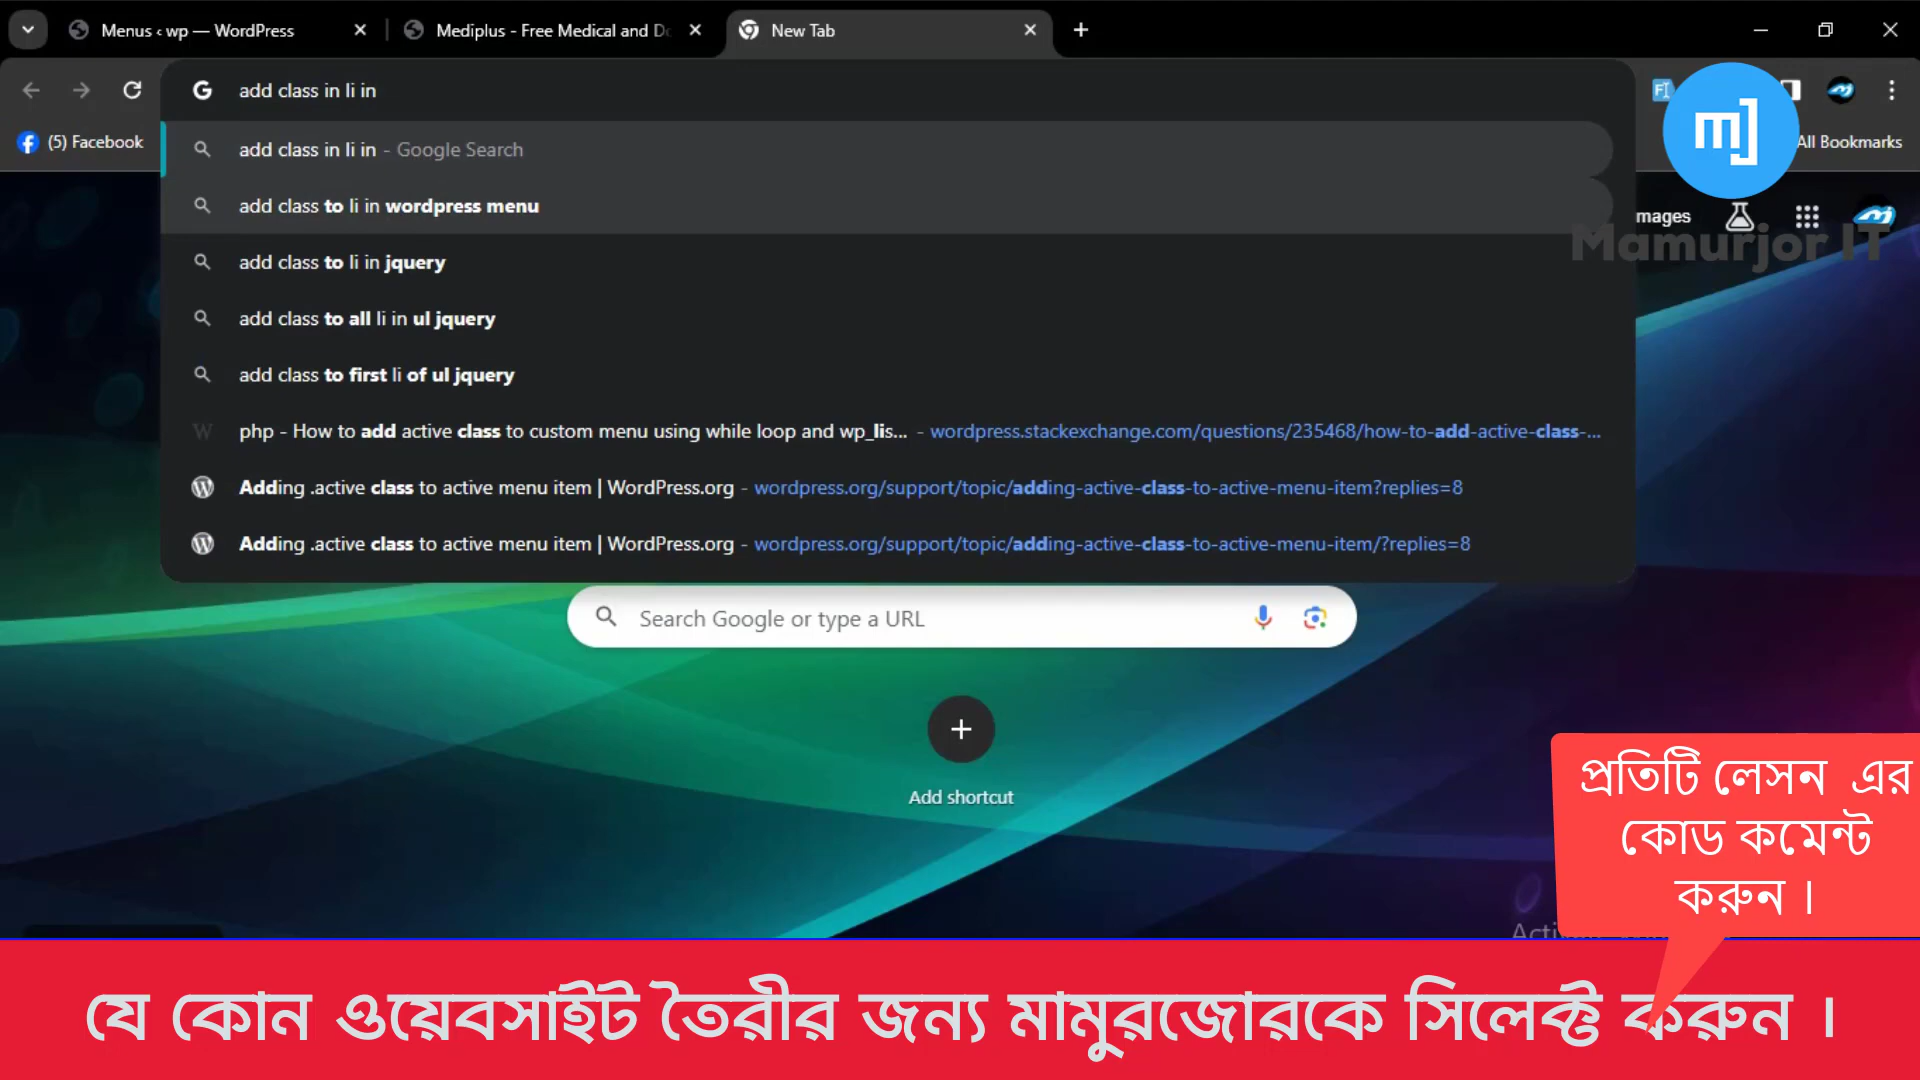 Menus ‹ wp — WordPress
Mediplus - Free Medical and Do
New Tab
add class in li in
(5) Facebook
All Bookmarks
add class in li in - Google Search
add class to li in wordpress menu
mages
Mamurjor IT
add class to li in jquery
add class to all li in ul jquery
add class to first li of ul jquery
php - How to add active class to custom menu using while loop and wp_lis... - wordpress.stackexchange.com/questions/235468/how-to-add-active-class-...
Adding .active class to active menu item | WordPress.org - wordpress.org/support/topic/adding-active-class-to-active-menu-item?replies=8
Adding .active class to active menu item | WordPress.org - wordpress.org/support/topic/adding-active-class-to-active-menu-item/?replies=8
Search Google or type a URL
Add shortcut
প্রতিটি লেসন এর
কোড কমেন্ট
করুন ।
যে কোন ওয়েবসাইট তৈরীর জন্য মামুরজোরকে সিলেক্ট করুন ।